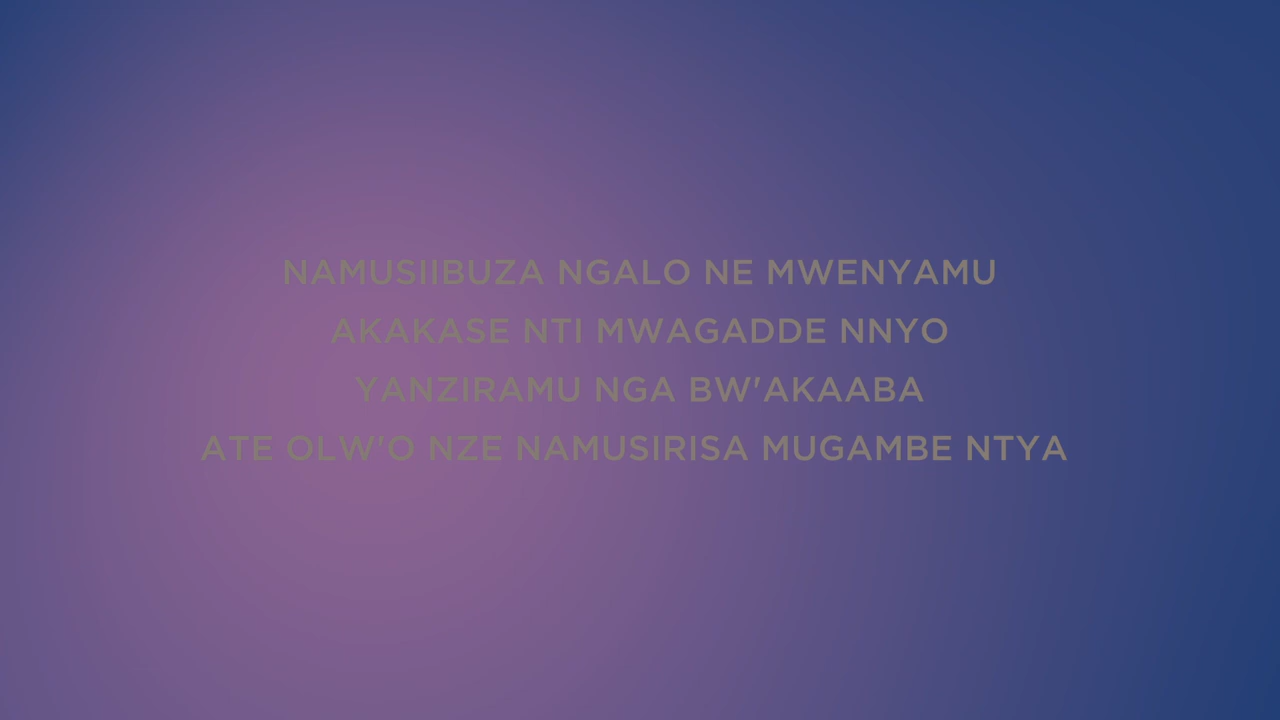 NAMUSIIBUZA NGALO NE MWENYAMU
AKAKASE NTI MWAGADDE NNYO
YANZIRAMU NGA BW'AKAABA
ATE OLW'O NZE NAMUSIRISA MUGAMBE NTYA